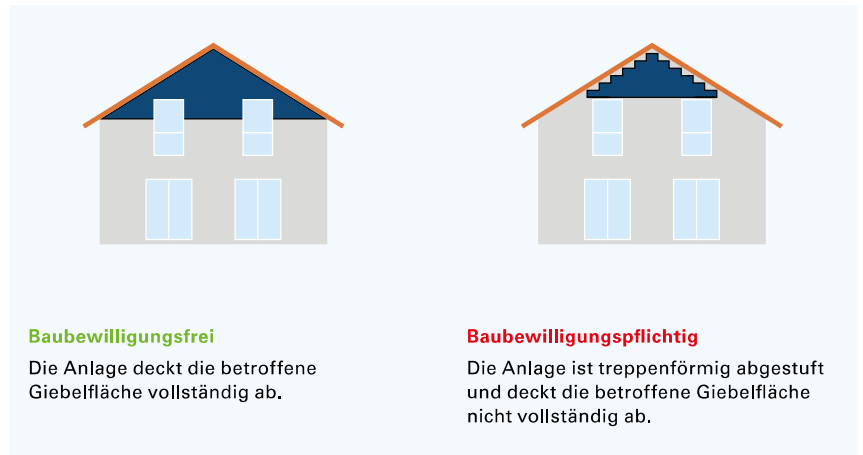 Baubewilligungsfrei
Die Anlage deckt die betroffene
Giebelfläche vollständig ab.
Baubewilligungspflichtig
Die Anlage ist treppenförmig abgestuft
und deckt die betroffene Giebelfläche
nicht vollständig ab.